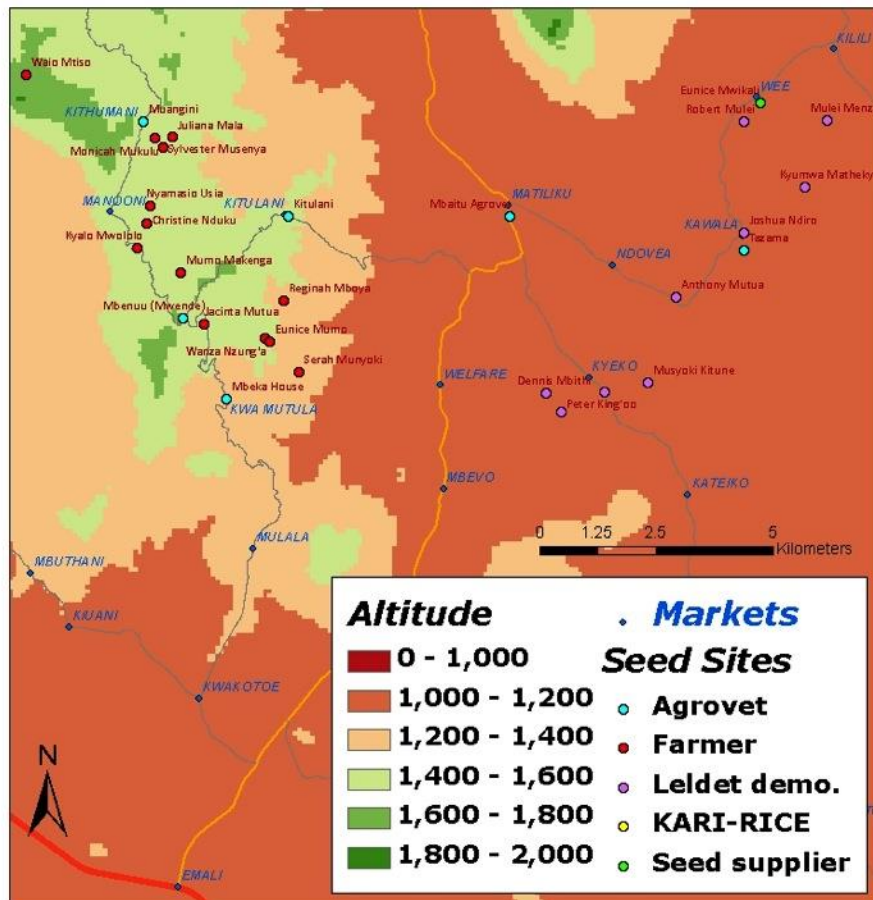 KILILI
Waio Mtiso
WEE
Eunice Mwikali
Robert Mulei
Mulei Menz
KITHUMANI
Mbangini
Juliana Mala
Monicah Mukulu
Sylvester Musenya
Kyumwa Matheky
Nyamasio Usia
MANOONI
KITULANI
Kitulani
MATILIKU
Mbaitu Agrovet
Christine Nduku
KAWALA
Joshua Ndiro
Tazama
Kyalo Mwololo
NDOVEA
Mumo Makenga
Anthony Mutua
Reginah Mboya
Mbenuu (Mwende)
Jacinta Mutua
Eunice Mumo
Wanza Nzung'a
Serah Munyoki
KYEKO
Musyoki Kitune
Dennis Mbithi
Peter King'oo
WELFARE
Mbeka House
KWA MUTULA
MBEVO
KATEIKO
0 1.25 2.5 5
Kilometers
MULALA
MBUTHANI
KIUANI
KWAKOTOE
EMALI
N
Altitude
0 - 1,000
1,000 - 1,200
1,200 - 1,400
1,400 - 1,600
1,600 - 1,800
1,800 - 2,000
Markets
Seed Sites
Agrovet
Farmer
Leldet demo.
KARI-RICE
Seed supplier